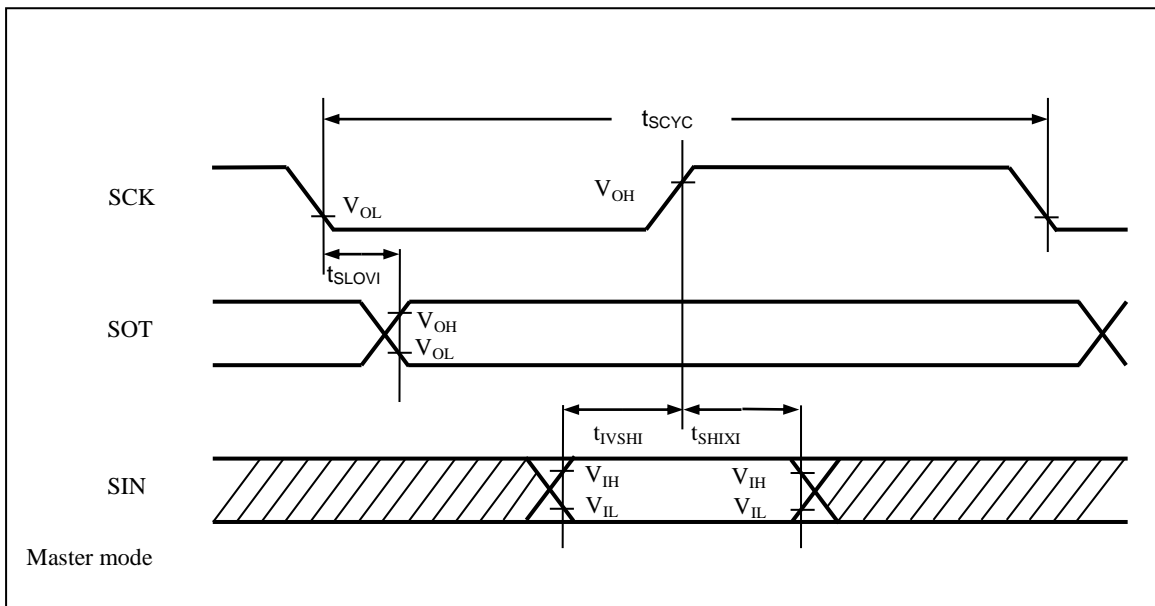 tSCYC
SCK
VOL
VOH
tSLOVI
SOT
VOH
VOL
tIVSHI
tSHIXI
SIN
VIH
VIH
VIL
VIL
Master mode